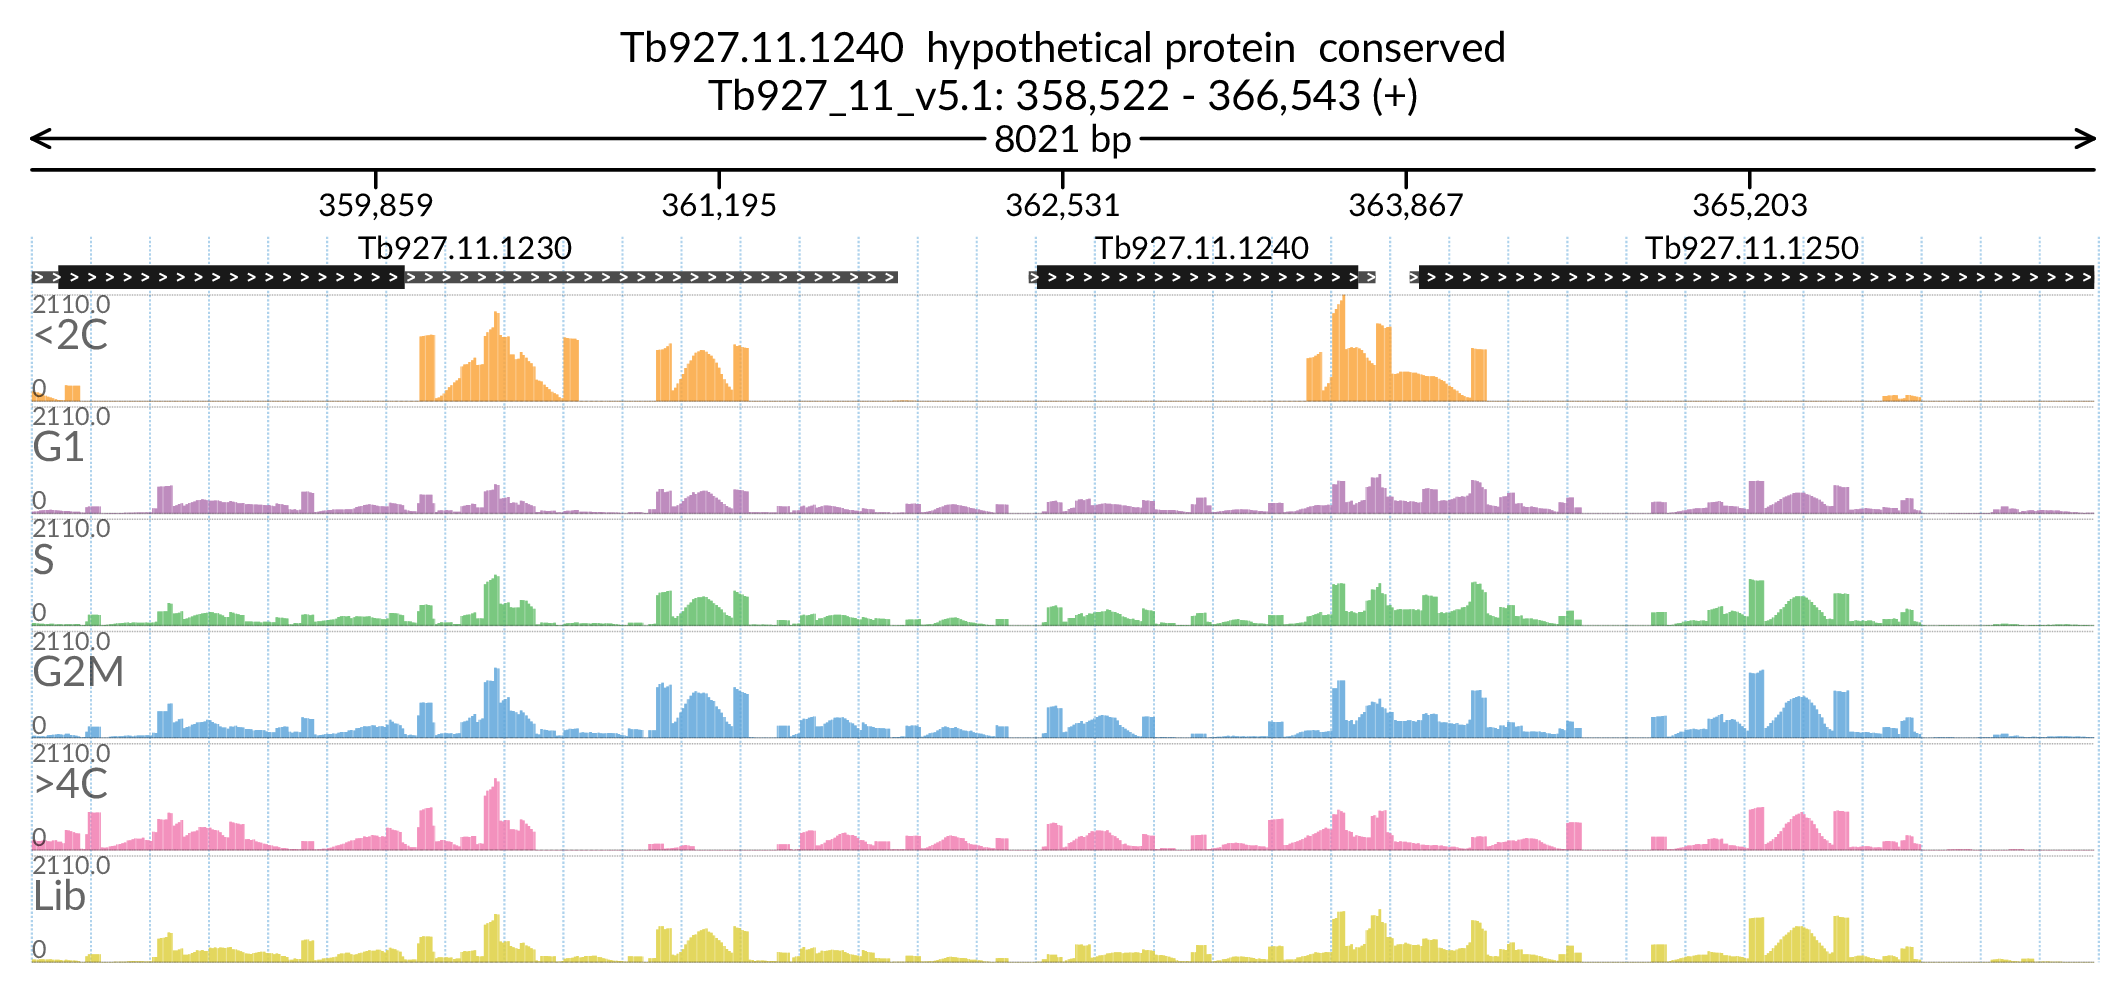 Tb927.11.1240 hypothetical protein conserved
Tb927_11_v5.1: 358,522 - 366,543 (+)
8021 bp
359,859 361,195 362,531 363,867 365,203
Tb927.11.1230 Tb927.11.1240 Tb927.11.1250
2110.0
<2C
0
2110.0
G1
0
2110.0
S
0
2110.0
G2M
0
2110.0
>4C
0
2110.0
Lib
0